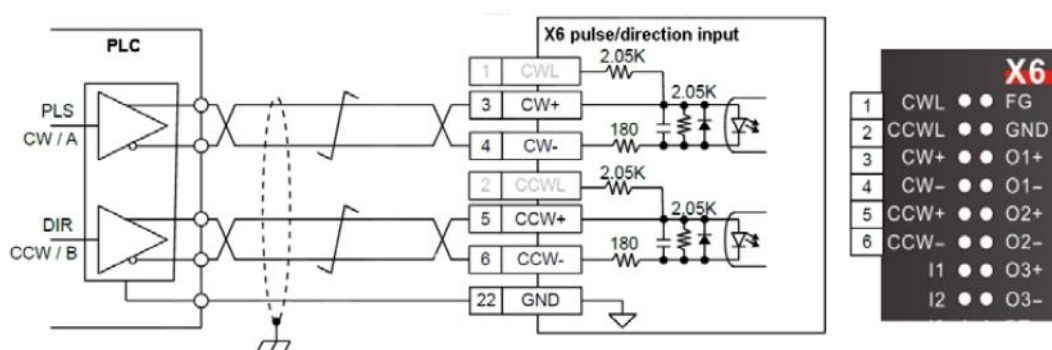 PLC
PLS
CW / A
DIR
CCW / B
X6 pulse/direction input
2.05K
1 CWL
2.05K
3 CW+
180
4 CW-
2.05K
2 CCWL
2.05K
5 CCW+
180
6 CCW-
22 GND
X6
1 CWL FG
2 CCWL GND
3 CW+ O1+
4 CW– O1–
5 CCW+ O2+
6 CCW– O2–
I1 O3+
I2 O3–